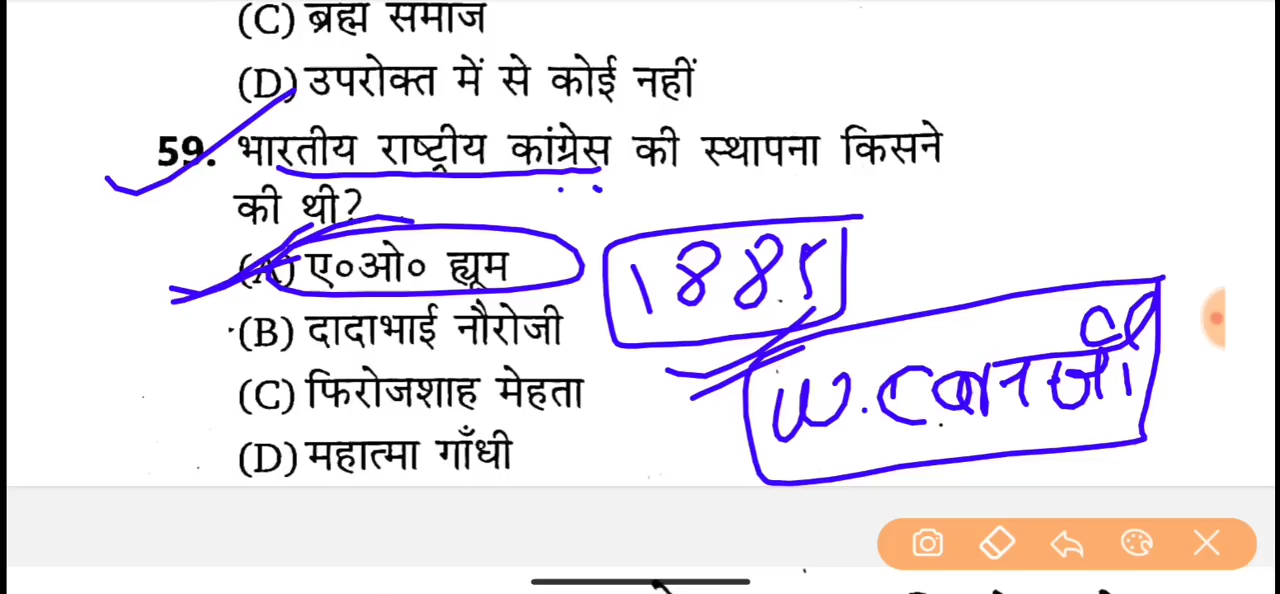 (C) ब्रह्म समाज
(D) उपरोक्त में से कोई नहीं
59. भारतीय राष्ट्रीय कांग्रेस की स्थापना किसने
की थी?
(A) ए०ओ० ह्यूम
1885
(B) दादाभाई नौरोजी
W.C बनर्जी
(C) फिरोजशाह मेहता
(D) महात्मा गाँधी